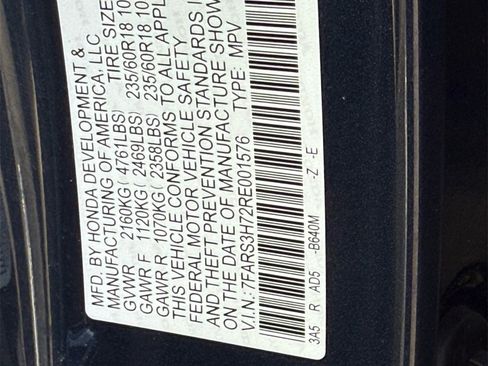 MFD BY HONDA DEVELOPMENT &
MANUFACTURING OF AMERICA, LLC TIRE SIZE
GVWR 2160KG ( 4761LBS)
GAWR F 1120KG ( 2469LBS) 235/60R18 10
GAWR R 1070KG ( 2358LBS) 235/60R18 10
THIS VEHICLE CONFORMS TO ALL APPL
FEDERAL MOTOR VEHICLE SAFETY
AND THEFT PREVENTION STANDARDS I
ON THE DATE OF MANUFACTURE SHOW
V.I.N.: 7FARS3H72RE001576 TYPE: MPV
3A5 R AD5 -B640M -Z -E